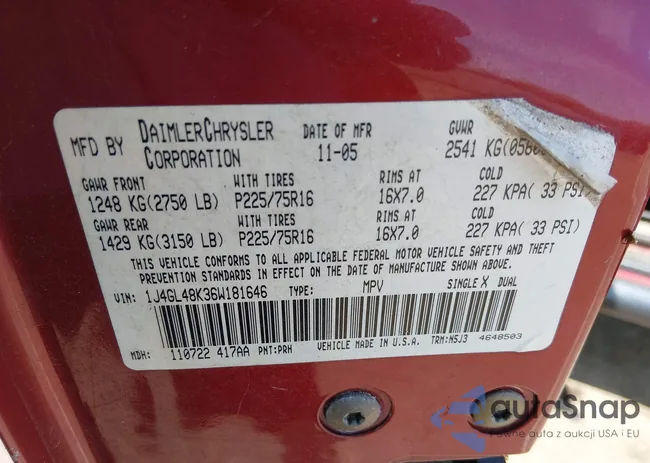 MFD BY DAIMLERCHRYSLER CORPORATION DATE OF MFR 11-05 GVWR 2541 KG(
GAWR FRONT WITH TIRES RIMS AT COLD
1248 KG(2750 LB) P225/75R16 16X7.0 227 KPA( 33 PSI)
GAWR REAR WITH TIRES RIMS AT COLD
1429 KG(3150 LB) P225/75R16 16X7.0 227 KPA( 33 PSI)
THIS VEHICLE CONFORMS TO ALL APPLICABLE FEDERAL MOTOR VEHICLE SAFETY AND THEFT
PREVENTION STANDARDS IN EFFECT ON THE DATE OF MANUFACTURE SHOWN ABOVE.
VIN: 1J4GL48K36W181646 TYPE: MPV SINGLE X DUAL
MDH: 110722 417AA PNT:PRH VEHICLE MADE IN U.S.A. TRM:N5J3 4648503
autoSnap
Pewne auta z aukcji USA i EU